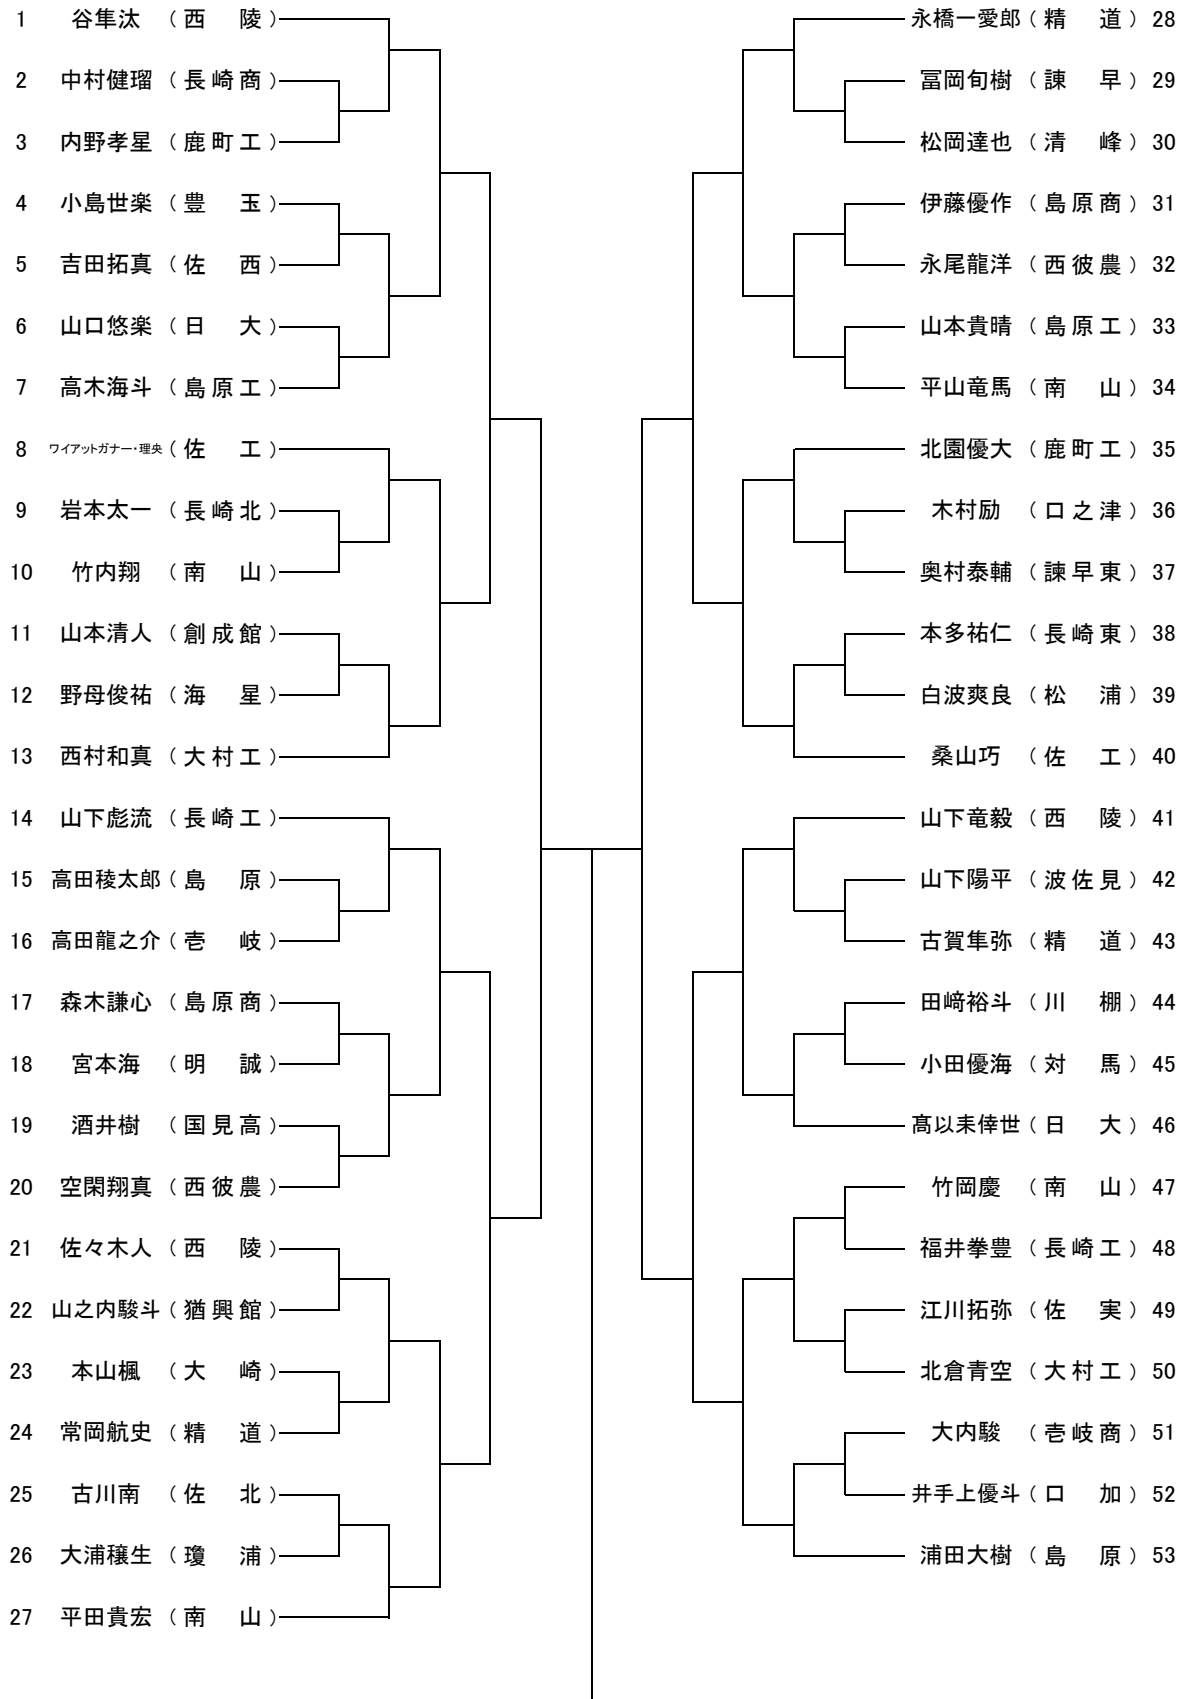 1 谷隼汰 （西 陵）
2 中村健瑠 （長崎商）
3 内野孝星 （鹿町工）
4 小島世楽 （豊 玉）
5 吉田拓真 （佐 西）
6 山口悠楽 （日 大）
7 高木海斗 （島原工）
8 ワイアットガナー・理央 （佐 工）
9 岩本太一 （長崎北）
10 竹内翔 （南 山）
11 山本清人 （創成館）
12 野母俊祐 （海 星）
13 西村和真 （大村工）
14 山下彪流 （長崎工）
15 高田稜太郎 （島 原）
16 高田龍之介 （壱 岐）
17 森木謙心 （島原商）
18 宮本海 （明 誠）
19 酒井樹 （国見高）
20 空閑翔真 （西彼農）
21 佐々木人 （西 陵）
22 山之内駿斗 （猶興館）
23 本山楓 （大 崎）
24 常岡航史 （精 道）
25 古川南 （佐 北）
26 大浦穣生 （瓊 浦）
27 平田貴宏 （南 山）
永橋一愛郎 （精 道） 28
冨岡旬樹 （諫 早） 29
松岡達也 （清 峰） 30
伊藤優作 （島原商） 31
永尾龍洋 （西彼農） 32
山本貴晴 （島原工） 33
平山竜馬 （南 山） 34
北園優大 （鹿町工） 35
木村励 （口之津） 36
奥村泰輔 （諫早東） 37
本多祐仁 （長崎東） 38
白波爽良 （松 浦） 39
桑山巧 （佐 工） 40
山下竜毅 （西 陵） 41
山下陽平 （波佐見） 42
古賀隼弥 （精 道） 43
田﨑裕斗 （川 棚） 44
小田優海 （対 馬） 45
髙以耒倖世 （日 大） 46
竹岡慶 （南 山） 47
福井拳豊 （長崎工） 48
江川拓弥 （佐 実） 49
北倉青空 （大村工） 50
大内駿 （壱岐商） 51
井手上優斗 （口 加） 52
浦田大樹 （島 原） 53